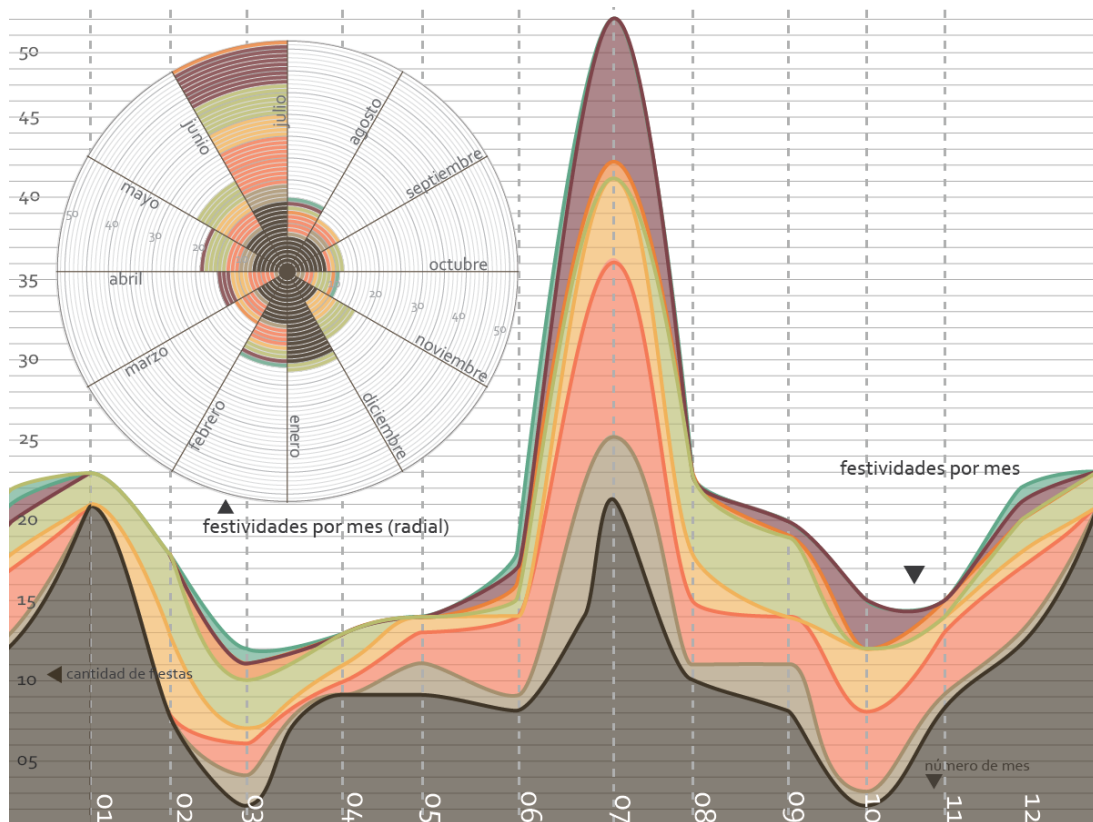 50
45
40
35
30
25
20
15
10
05
julio
agosto
septiembre
octubre
noviembre
diciembre
enero
febrero
marzo
abril
mayo
junio
50
40
30
20
20
30
40
50
festividades por mes (radial)
festividades por mes
cantidad de fiestas
número de mes
01
02
03
04
05
06
07
08
09
10
11
12